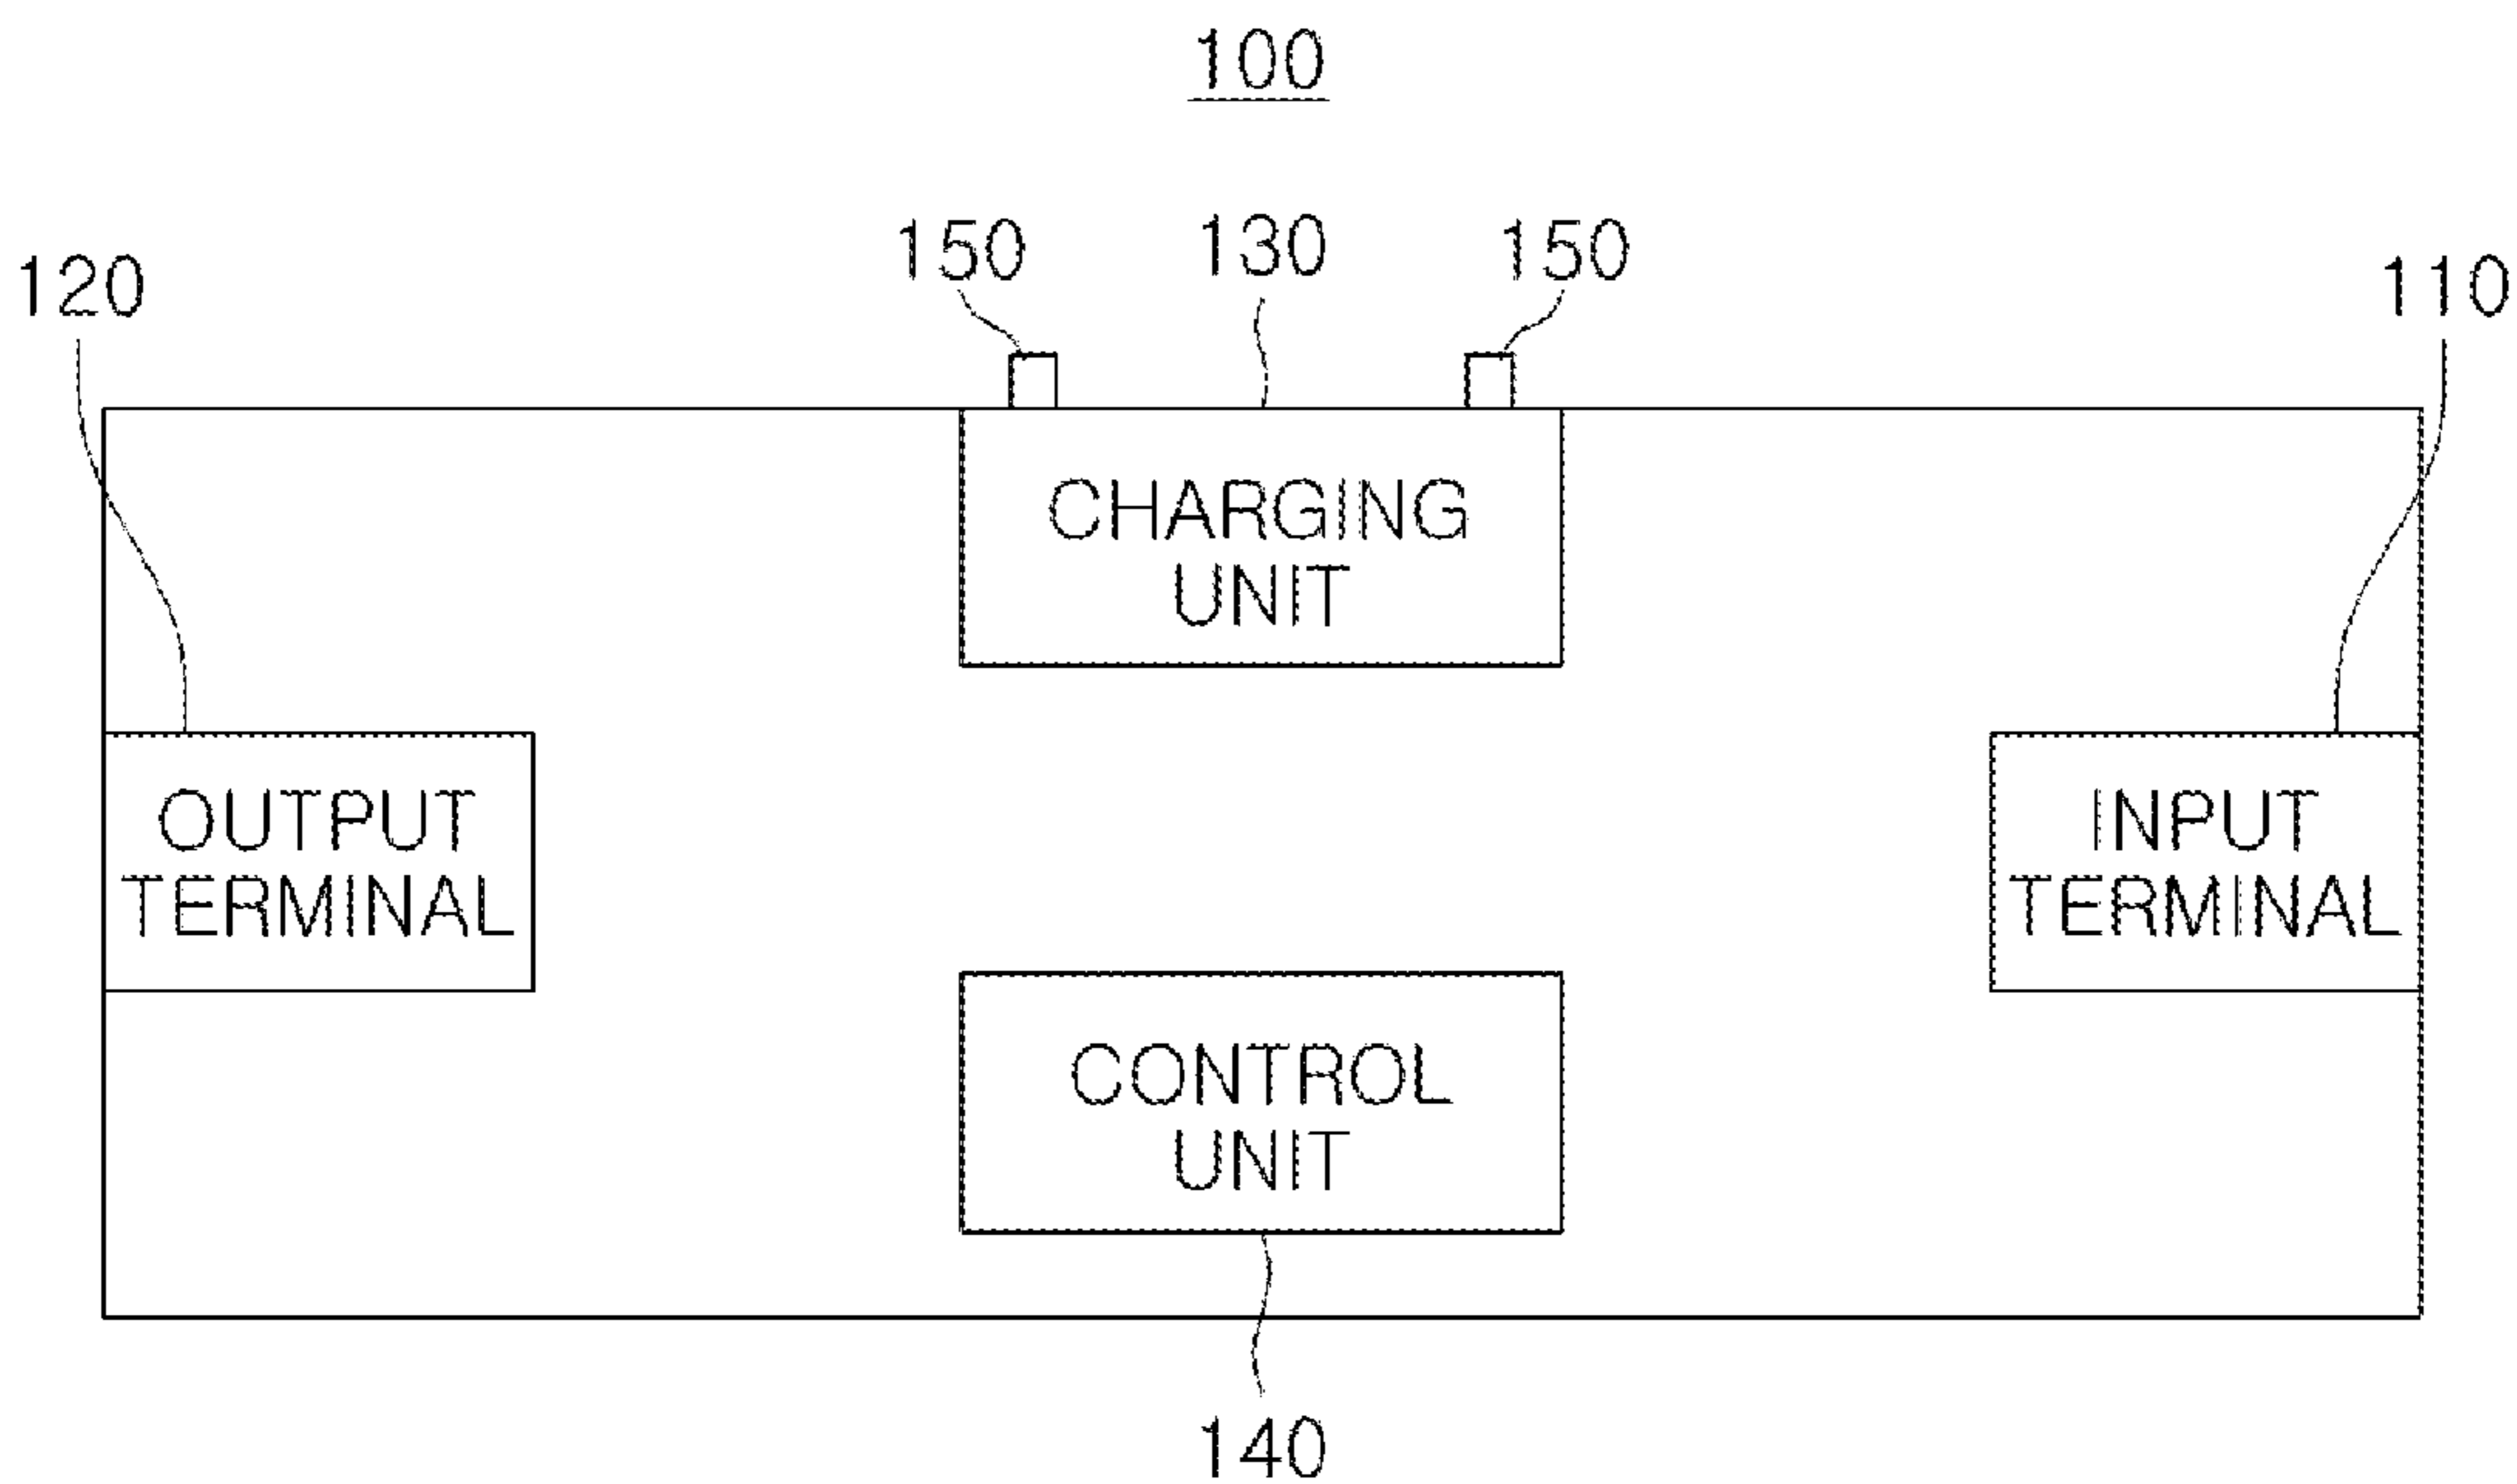 100
150
130
150
120
110
CHARGING
UNIT
OUTPUT
TERMINAL
INPUT
TERMINAL
CONTROL
UNIT
140